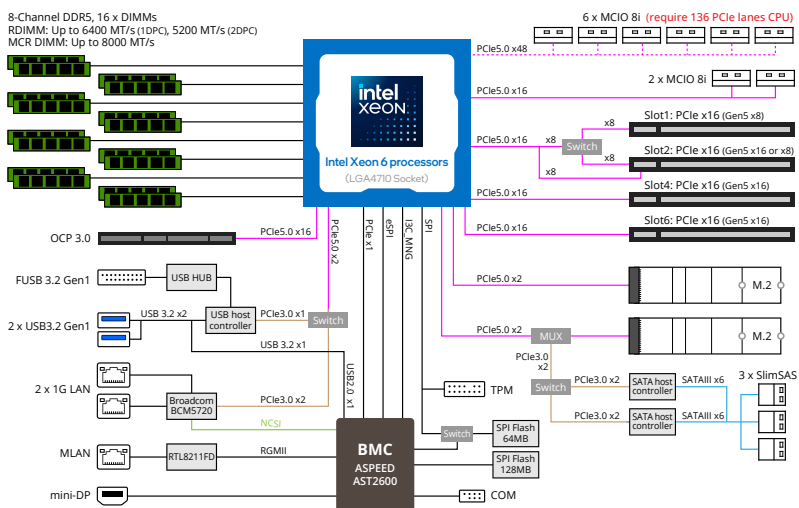 8-Channel DDR5, 16 x DIMMs
RDIMM: Up to 6400 MT/s (1DPC), 5200 MT/s (2DPC)
MCR DIMM: Up to 8000 MT/s
6 x MCIO 8i (require 136 PCIe lanes CPU)
PCIe5.0 x48
2 x MCIO 8i
PCIe5.0 x16
intel
xeon
Intel Xeon 6 processors
(LGA4710 Socket)
Slot1: PCIe x16 (Gen5 x8)
x8
PCIe5.0 x16
x8
Switch
Slot2: PCIe x16 (Gen5 x16 or x8)
x8
x8
Slot4: PCIe x16 (Gen5 x16)
PCIe5.0 x16
Slot6: PCIe x16 (Gen5 x16)
PCIe5.0 x16
OCP 3.0
PCIe5.0 x16
PCIe5.0 x2
PCIe x1
eSPI
I3C_MNG
SPI
FUSB 3.2 Gen1
USB HUB
PCIe5.0 x2
M.2
2 x USB3.2 Gen1
USB 3.2 x2
USB host
controller
PCIe3.0 x1
Switch
USB 3.2 x1
USB2.0 x1
PCIe5.0 x2
MUX
M.2
PCIe3.0
x2
2 x 1G LAN
Broadcom
BCM5720
PCIe3.0 x2
NCSI
TPM
Switch
PCIe3.0 x2
SATA host
controller
SATAIII x6
3 x SlimSAS
PCIe3.0 x2
SATA host
controller
SATAIII x6
MLAN
RTL8211FD
RGMII
BMC
ASPEED
AST2600
Switch
SPI Flash
64MB
SPI Flash
128MB
mini-DP
COM